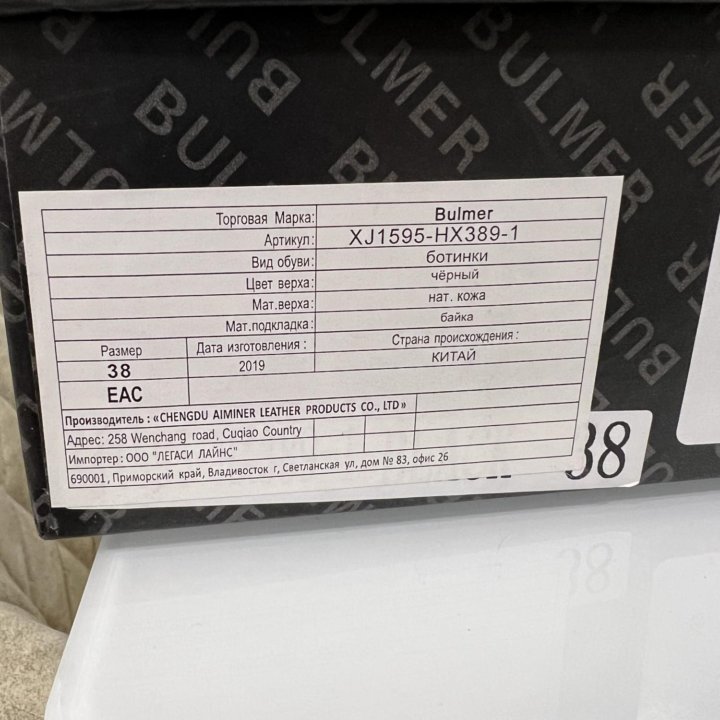 BULMER
BULMER
BULMER
BULMER
Торговая Марка: Bulmer
Артикул: XJ1595-HX389-1
Вид обуви: ботинки
Цвет верха: чёрный
Мат.верха: нат. кожа
Мат.подкладка: байка
Размер Дата изготовления : Страна происхождения :
38 2019 КИТАЙ
EAC
Производитель : «CHENGDU AIMINER LEATHER PRODUCTS CO., LTD»
Адрес: 258 Wenchang road, Cuqiao Country
Импортер: ООО "ЛЕГАСИ ЛАЙНС"
690001, Приморский край, Владивосток г, Светланская ул, дом № 83, офис 26
38